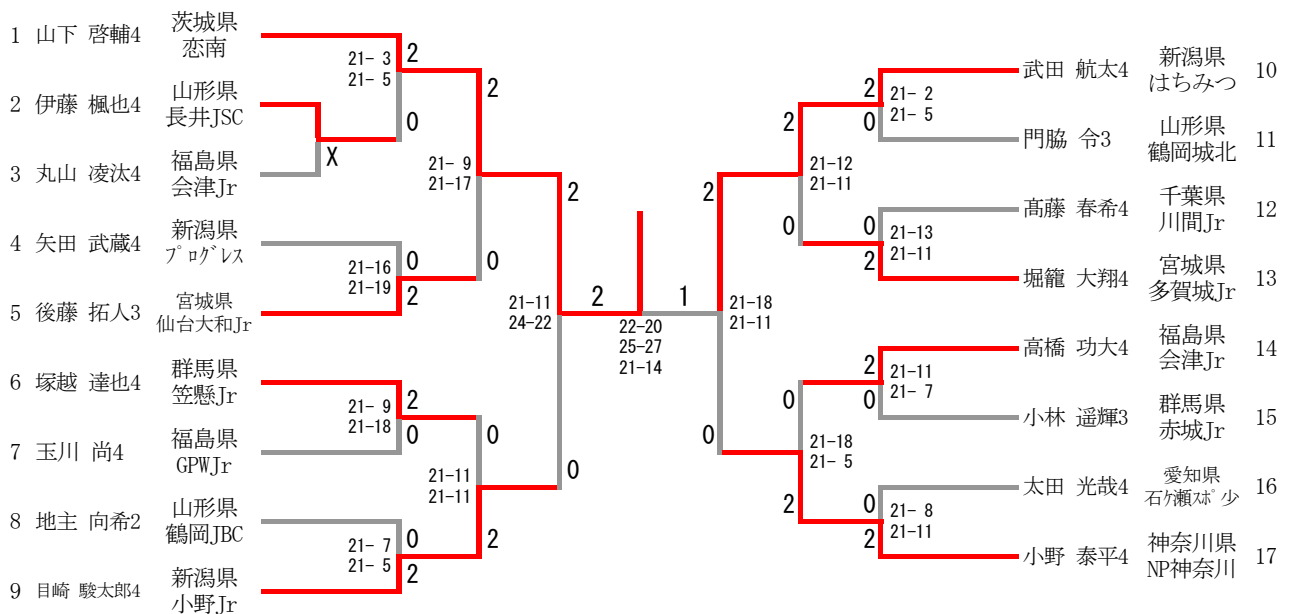 1 山下 啓輔4 茨城県
恋南
2 伊藤 楓也4 山形県
長井JSC
3 丸山 凌汰4 福島県
会津Jr
4 矢田 武蔵4 新潟県
プログレス
5 後藤 拓人3 宮城県
仙台大和Jr
6 塚越 達也4 群馬県
笠懸Jr
7 玉川 尚4 福島県
GPWJr
8 地主 向希2 山形県
鶴岡JBC
9 目崎 駿太郎4 新潟県
小野Jr
21- 3
21- 5
2
0
X
21-16
21-19
0
2
21- 9
21-18
2
0
21- 7
21- 5
0
2
21- 9
21-17
2
0
21-11
21-11
0
2
21-11
24-22
2
0
2
1
22-20
25-27
21-14
21-18
21-11
2
0
21-12
21-11
2
0
21-18
21- 5
0
2
2
0
21- 2
21- 5
0
2
21-13
21-11
2
0
21-11
21- 7
0
2
21- 8
21-11
武田 航太4 新潟県
はちみつ 10
門脇 令3 山形県
鶴岡城北 11
髙藤 春希4 千葉県
川間Jr 12
堀籠 大翔4 宮城県
多賀城Jr 13
高橋 功大4 福島県
会津Jr 14
小林 遥輝3 群馬県
赤城Jr 15
太田 光哉4 愛知県
石ケ瀬スポ少 16
小野 泰平4 神奈川県
NP神奈川 17